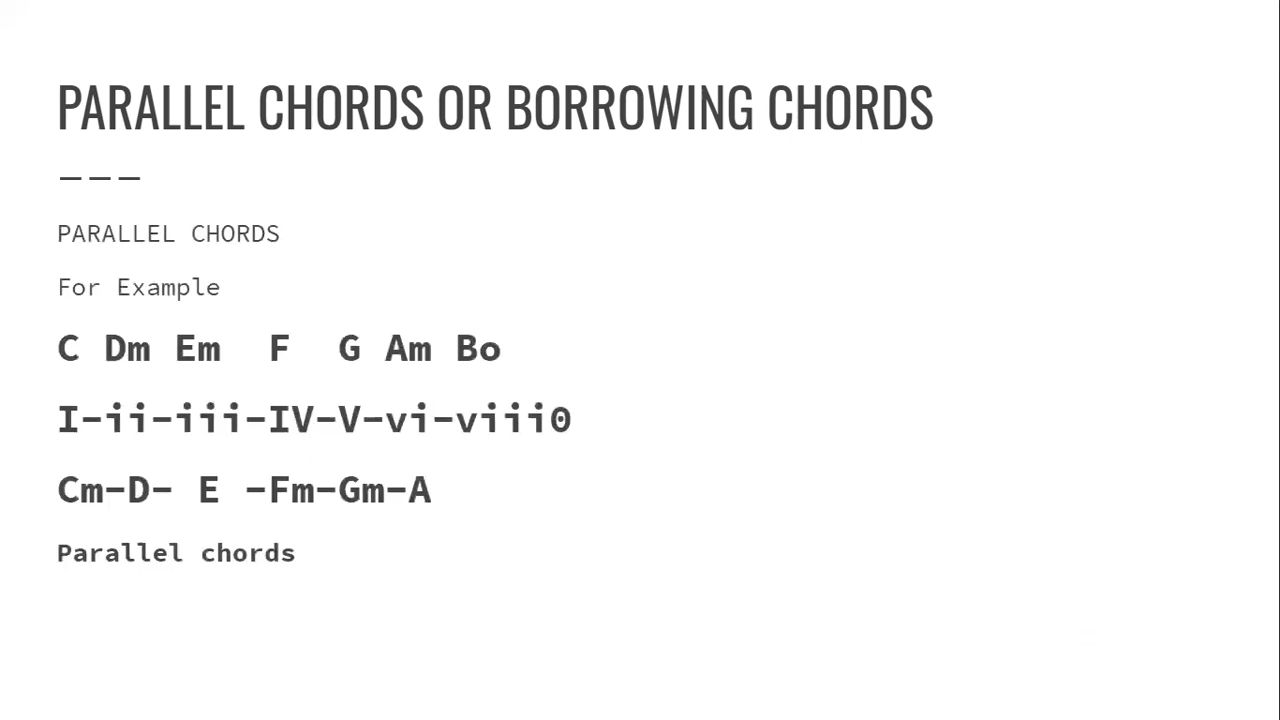 PARALLEL CHORDS OR BORROWING CHORDS
———
PARALLEL CHORDS
For Example
C Dm Em  F  G Am Bo
I-ii-iii-IV-V-vi-viii0
Cm-D- E -Fm-Gm-A
Parallel chords